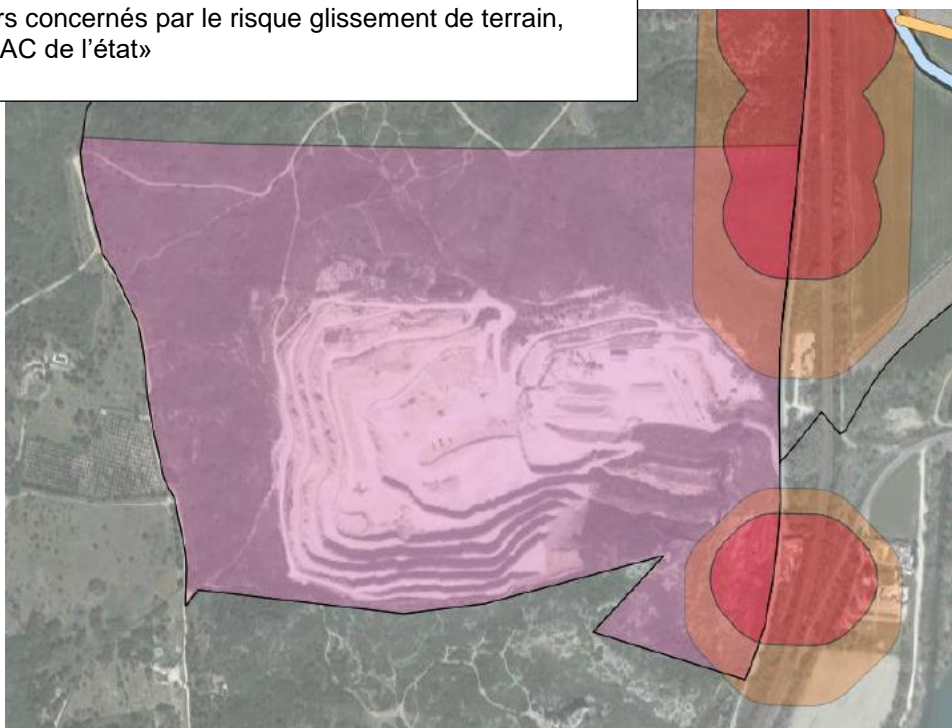 rs concernés par le risque glissement de terrain,
AC de l’état»